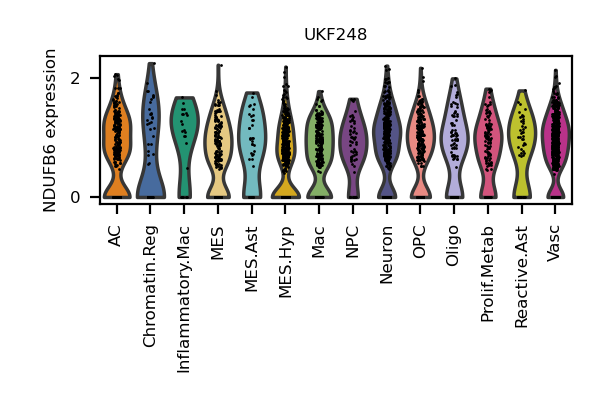 UKF248
NDUFB6 expression
2
0
AC
Chromatin.Reg
Inflammatory.Mac
MES
MES.Ast
MES.Hyp
Mac
NPC
Neuron
OPC
Oligo
Prolif.Metab
Reactive.Ast
Vasc